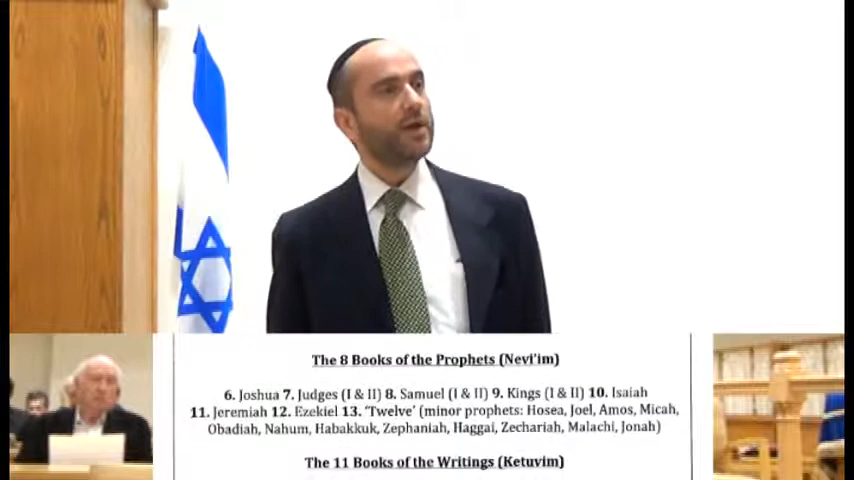 The 8 Books of the Prophets (Nevi'im)
6. Joshua 7. Judges (I & II) 8. Samuel (I & II) 9. Kings (I & II) 10. Isaiah
11. Jeremiah 12. Ezekiel 13. 'Twelve' (minor prophets: Hosea, Joel, Amos, Micah,
Obadiah, Nahum, Habakkuk, Zephaniah, Haggai, Zechariah, Malachi, Jonah)
The 11 Books of the Writings (Ketuvim)